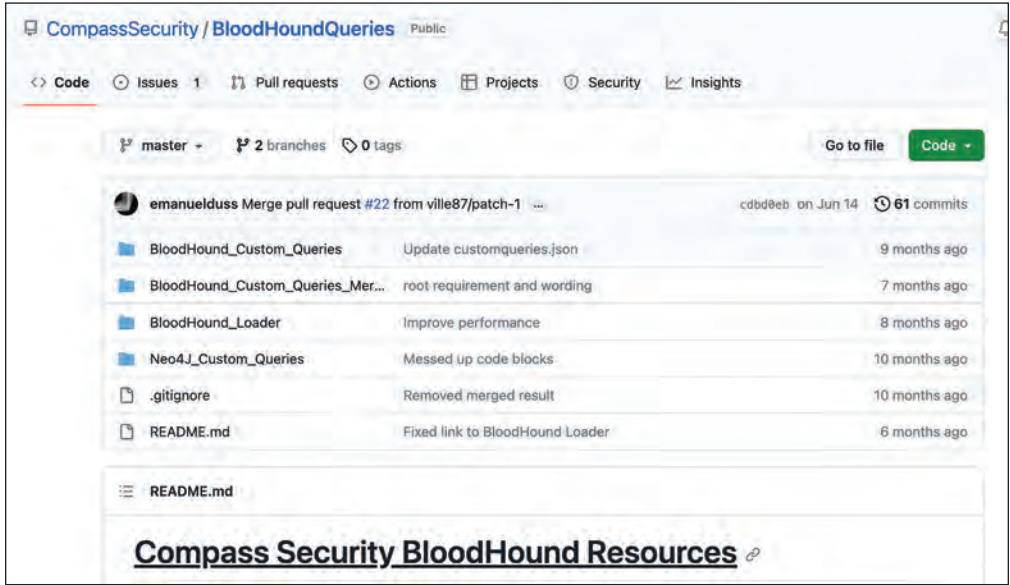 CompassSecurity / BloodHoundQueries Public
Code Issues 1 Pull requests Actions Projects Security Insights
master 2 branches 0 tags Go to file Code
emanuelduss Merge pull request #22 from ville87/patch-1 ... cdbd0eb on Jun 14 61 commits
BloodHound_Custom_Queries Update customqueries.json 9 months ago
BloodHound_Custom_Queries_Mer... root requirement and wording 7 months ago
BloodHound_Loader Improve performance 8 months ago
Neo4J_Custom_Queries Messed up code blocks 10 months ago
.gitignore Removed merged result 10 months ago
README.md Fixed link to BloodHound Loader 6 months ago
README.md
Compass Security BloodHound Resources